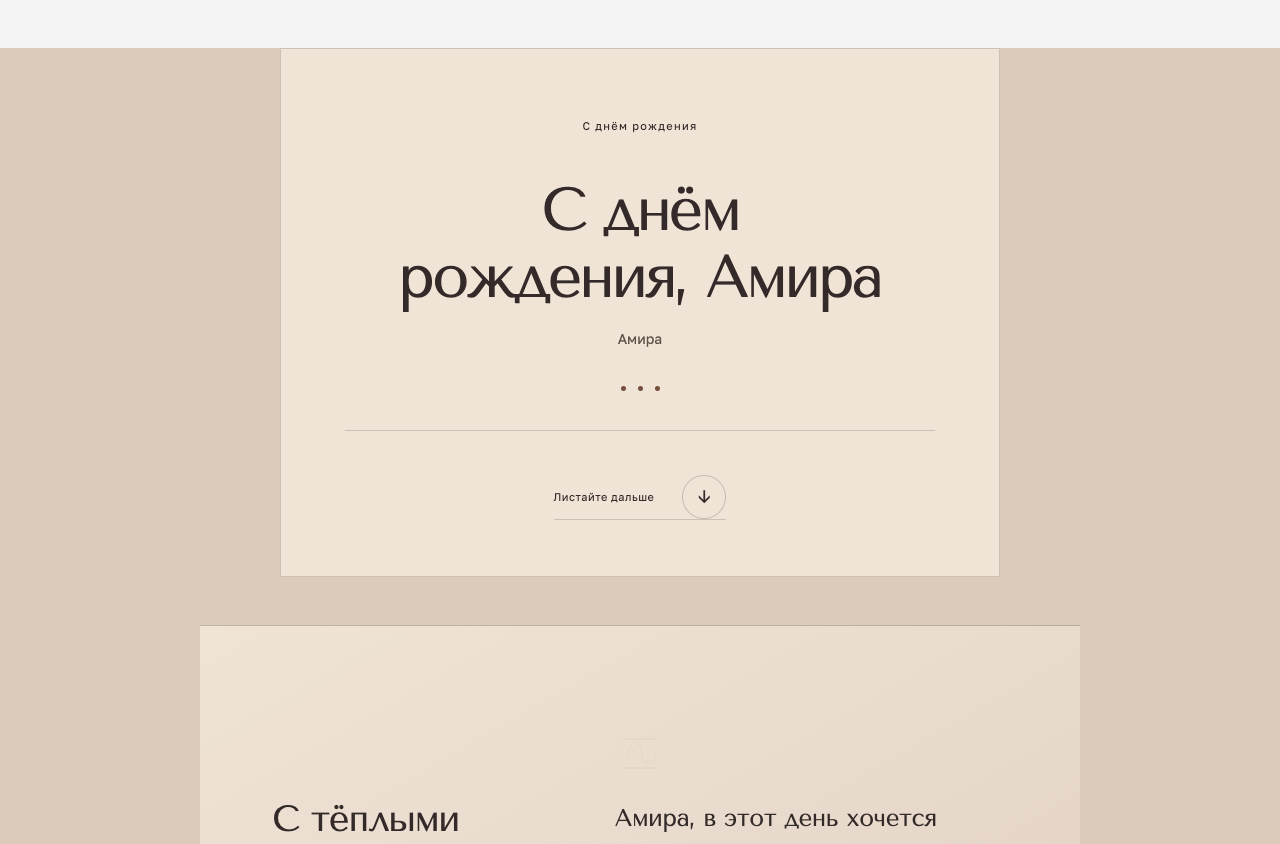 С днём рождения
С днём
рождения, Амира
Амира
Листайте дальше
С тёплыми
Амира, в этот день хочется